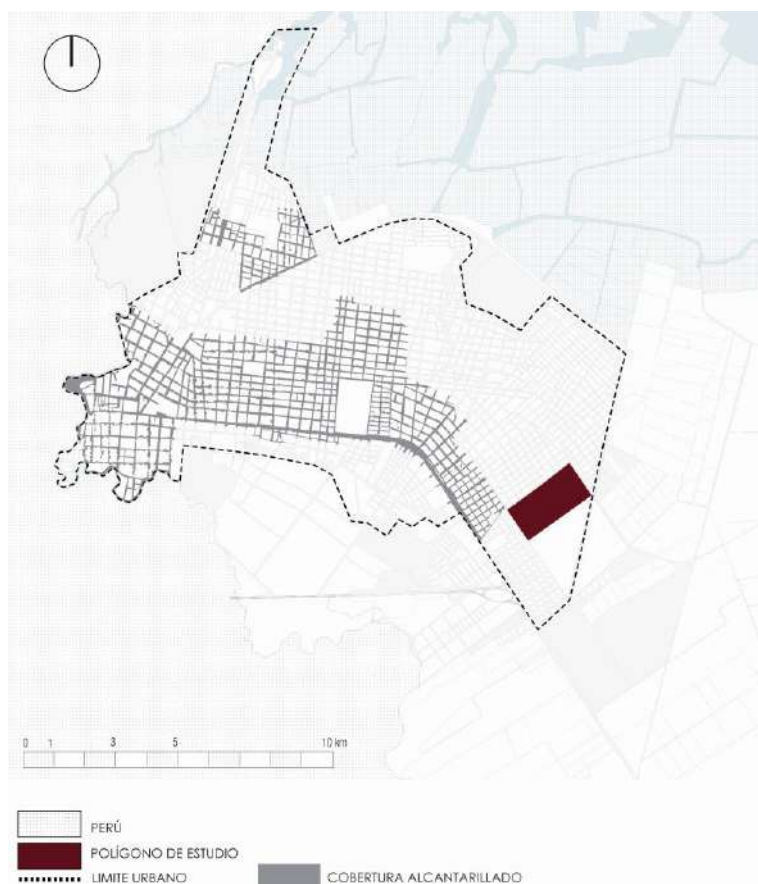 0 1 3 5 10 km
PERÚ
POLÍGONO DE ESTUDIO
LIMITE URBANO COBERTURA ALCANTARILLADO